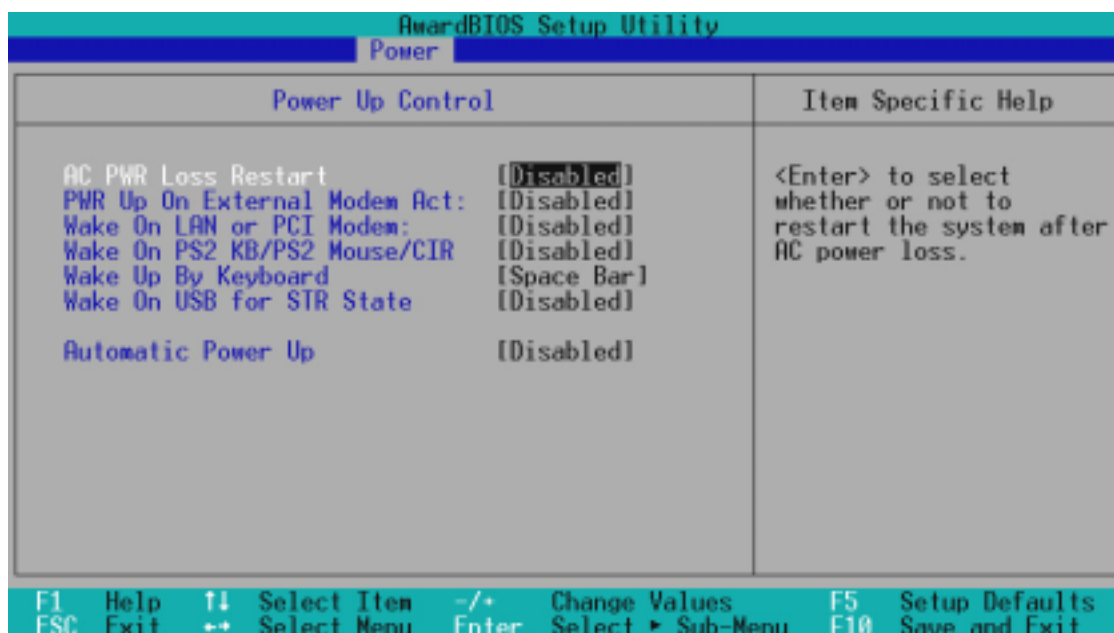 AwardBIOS Setup Utility
Power
Power Up Control
Item Specific Help
AC PWR Loss Restart [Disabled]
PWR Up On External Modem Act: [Disabled]
Wake On LAN or PCI Modem: [Disabled]
Wake On PS2 KB/PS2 Mouse/CIR [Disabled]
Wake Up By Keyboard [Space Bar]
Wake On USB for STR State [Disabled]
Automatic Power Up [Disabled]
<Enter> to select
whether or not to
restart the system after
AC power loss.
F1 Help ↑↓ Select Item -/+ Change Values F5 Setup Defaults
ESC Exit ←→ Select Menu Enter Select ► Sub-Menu F10 Save and Exit